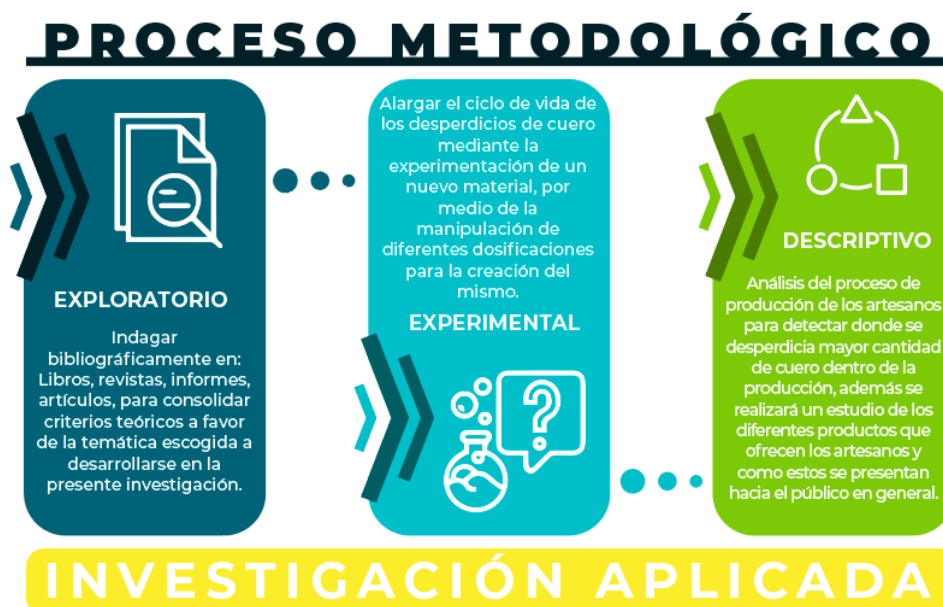 PROCESO METODOLÓGICO
EXPLORATORIO
Indagar
bibliográficamente en:
Libros, revistas, informes,
artículos, para consolidar
criterios teóricos a favor
de la temática escogida a
desarrollarse en la
presente investigación.
Alargar el ciclo de vida de
los desperdicios de cuero
mediante la
experimentación de un
nuevo material, por
medio de la
manipulación de
diferentes dosificaciones
para la creación del
mismo.
EXPERIMENTAL
?
DESCRIPTIVO
Análisis del proceso de
producción de los artesanos
para detectar donde se
desperdicia mayor cantidad
de cuero dentro de la
producción, además se
realizará un estudio de los
diferentes productos que
ofrecen los artesanos y
como estos se presentan
hacia el público en general.
INVESTIGACIÓN APLICADA